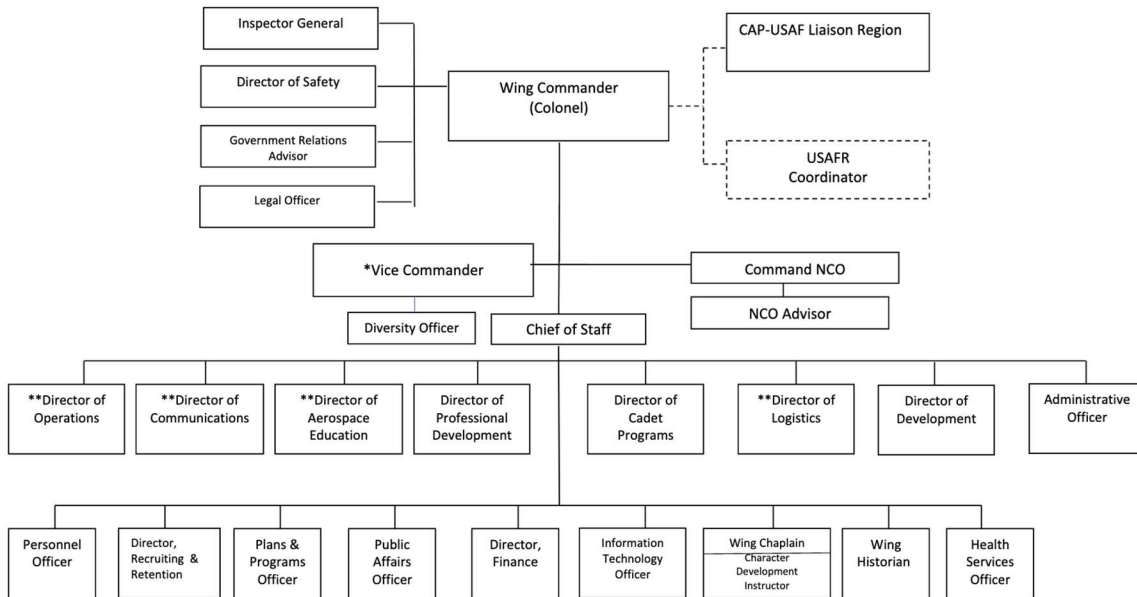 Inspector General
Director of Safety
Government Relations
Advisor
Legal Officer
Wing Commander
(Colonel)
CAP-USAF Liaison Region
USAFR
Coordinator
*Vice Commander
Command NCO
NCO Advisor
Diversity Officer
Chief of Staff
**Director of
Operations
**Director of
Communications
**Director of
Aerospace
Education
Director of
Professional
Development
Director of
Cadet
Programs
**Director of
Logistics
Director of
Development
Administrative
Officer
Personnel
Officer
Director,
Recruiting &
Retention
Plans &
Programs
Officer
Public
Affairs
Officer
Director,
Finance
Information
Technology
Officer
Wing Chaplain
Character
Development
Instructor
Wing
Historian
Health
Services
Officer